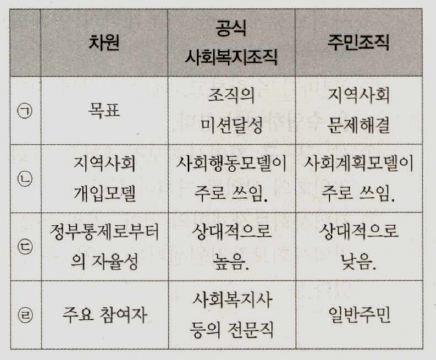 차원
공식
사회복지조직
주민조직
㉠
목표
조직의
미션달성
지역사회
문제해결
㉡
지역사회
개입모델
사회행동모델이
주로 쓰임.
사회계획모델이
주로 쓰임.
㉢
정부통제로부터
의 자율성
상대적으로
높음.
상대적으로
낮음.
㉣
주요 참여자
사회복지사
등의 전문직
일반주민